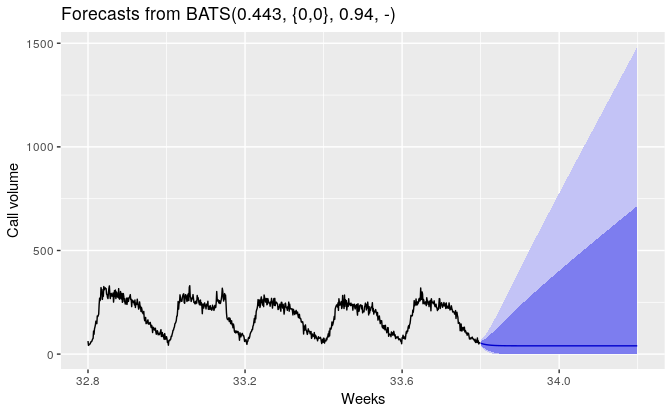 Forecasts from BATS(0.443, {0,0}, 0.94, -)
1500
1000
500
0
Call volume
32.8
33.2
33.6
34.0
Weeks